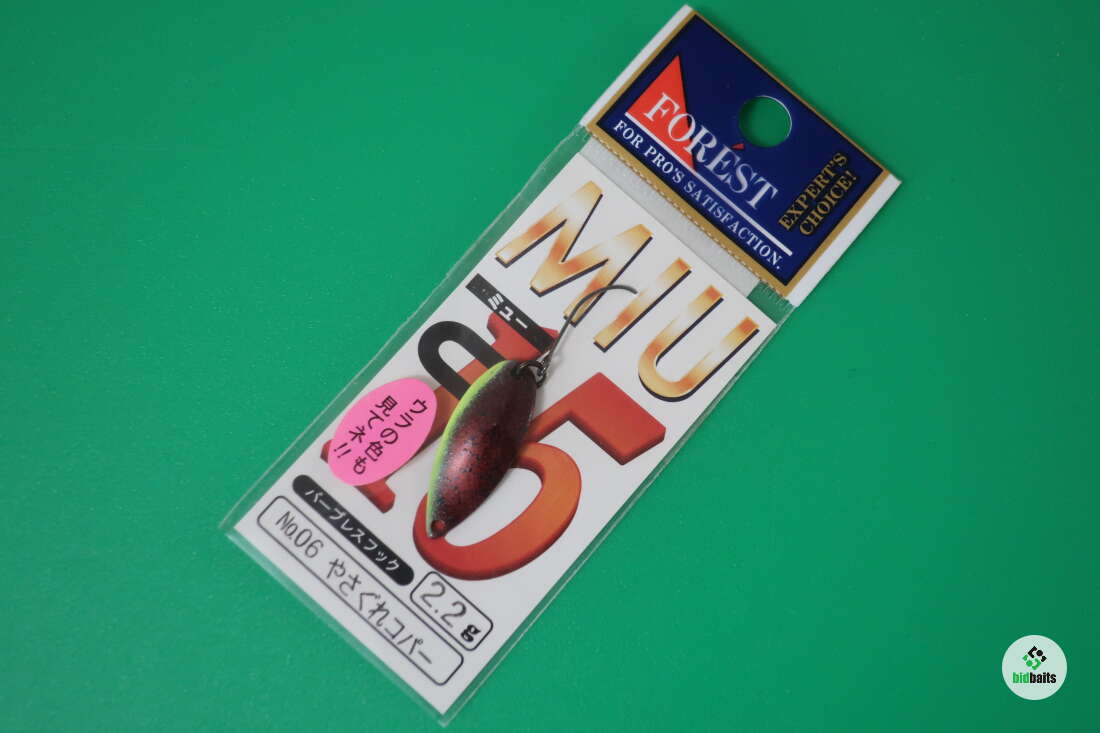 FOREST
FOR PRO'S SATISFACTION.
EXPERT'S
CHOICE!
MIU
ミュー
5
ウラの色も
見てネ!!
バーブレスフック
2.2g
No.06 やさぐれコパー
bidbaits